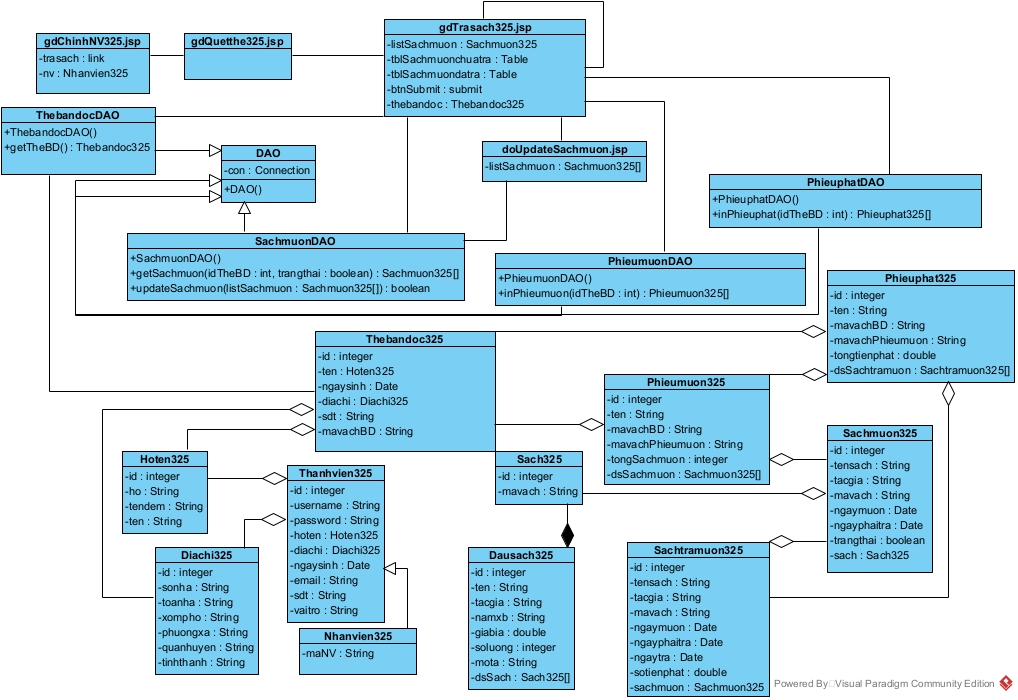 gdTrasach325.jsp
-listSachmuon : Sachmuon325
-tblSachmuonchuatra : Table
-tblSachmuondatra : Table
-btnSubmit : submit
-thebandoc : Thebandoc325
gdChinhNV325.jsp
-trasach : link
-nv : Nhanvien325
gdQuetthe325.jsp
ThebandocDAO
+ThebandocDAO()
+getTheBD() : Thebandoc325
DAO
-con : Connection
+DAO()
doUpdateSachmuon.jsp
-listSachmuon : Sachmuon325[]
PhieuphatDAO
+PhieuphatDAO()
+inPhieuphat(idTheBD : int) : Phieuphat325[]
SachmuonDAO
+SachmuonDAO()
+getSachmuon(idTheBD : int, trangthai : boolean) : Sachmuon325[]
+updateSachmuon(listSachmuon : Sachmuon325[]) : boolean
PhieumuonDAO
+PhieumuonDAO()
+inPhieumuon(idTheBD : int) : Phieumuon325[]
Phieuphat325
-id : integer
-ten : String
-mavachBD : String
-mavachPhieumuon : String
-tongtienphat : double
-dsSachtramuon : Sachtramuon325[]
Thebandoc325
-id : integer
-ten : Hoten325
-ngaysinh : Date
-diachi : Diachi325
-sdt : String
-mavachBD : String
Phieumuon325
-id : integer
-ten : String
-mavachBD : String
-mavachPhieumuon : String
-tongSachmuon : integer
-dsSachmuon : Sachmuon325[]
Sachmuon325
-id : integer
-tensach : String
-tacgia : String
-mavach : String
-ngaymuon : Date
-ngayphaitra : Date
-trangthai : boolean
-sach : Sach325
Hoten325
-id : integer
-ho : String
-tendem : String
-ten : String
Thanhvien325
-id : integer
-username : String
-password : String
-hoten : Hoten325
-diachi : Diachi325
-ngaysinh : Date
-email : String
-sdt : String
-vaitro : String
Sach325
-id : integer
-mavach : String
Diachi325
-id : integer
-sonha : String
-toanha : String
-xompho : String
-phuongxa : String
-quanhuyen : String
-tinhthanh : String
Dausach325
-id : integer
-ten : String
-tacgia : String
-namxb : String
-giabia : double
-soluong : integer
-mota : String
-dsSach : Sach325[]
Sachtramuon325
-id : integer
-tensach : String
-tacgia : String
-mavach : String
-ngaymuon : Date
-ngayphaitra : Date
-ngaytra : Date
-sotienphat : double
-sachmuon : Sachmuon325
Nhanvien325
-maNV : String
Powered By Visual Paradigm Community Edition